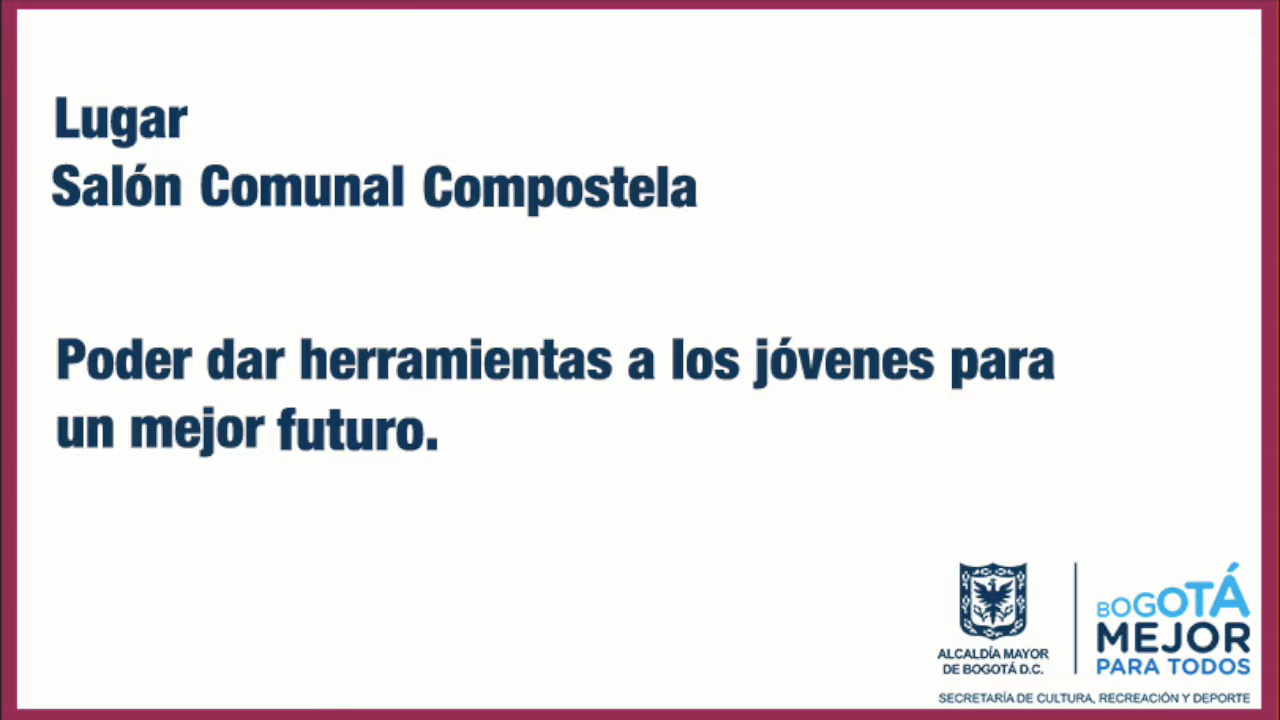 Lugar
Salón Comunal Compostela
Poder dar herramientas a los jóvenes para
un mejor futuro.
ALCALDÍA MAYOR
DE BOGOTÁ D.C.
BOGOTÁ
MEJOR
PARA TODOS
SECRETARÍA DE CULTURA, RECREACIÓN Y DEPORTE